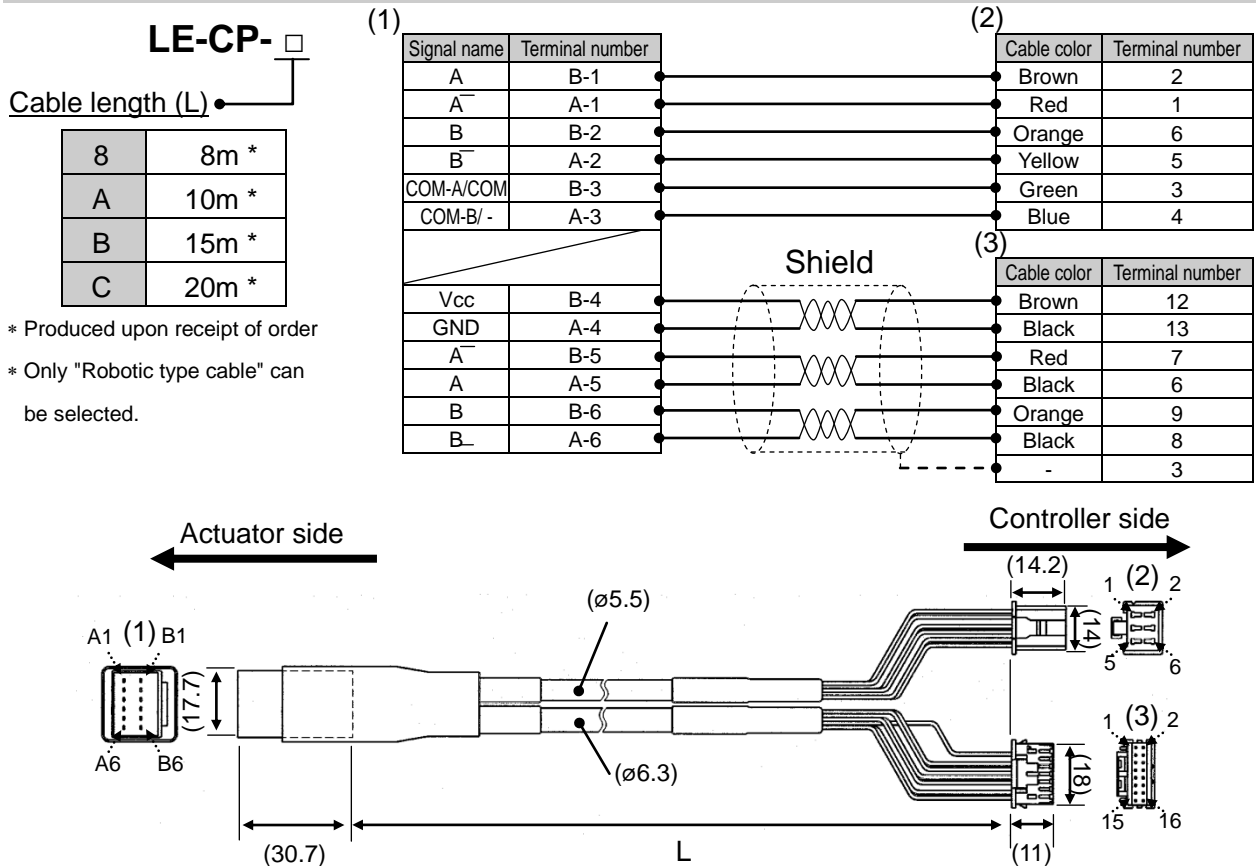 LE-CP- □
Cable length (L)
8 8m *
A 10m *
B 15m *
C 20m *
* Produced upon receipt of order
* Only "Robotic type cable" can
be selected.
(1)
Signal name Terminal number
A B-1
A̅ A-1
B B-2
B̅ A-2
COM-A/COM B-3
COM-B/ - A-3
Vcc B-4
GND A-4
A̅ B-5
A A-5
B B-6
B_ A-6
Shield
(2)
Cable color Terminal number
Brown 2
Red 1
Orange 6
Yellow 5
Green 3
Blue 4
(3)
Cable color Terminal number
Brown 12
Black 13
Red 7
Black 6
Orange 9
Black 8
- 3
Actuator side
Controller side
A1 (1) B1
A6 B6
(17.7)
(30.7)
(ø5.5)
(ø6.3)
L
(14.2)
(14)
1 (2) 2
5 6
(18)
(11)
1 (3) 2
15 16